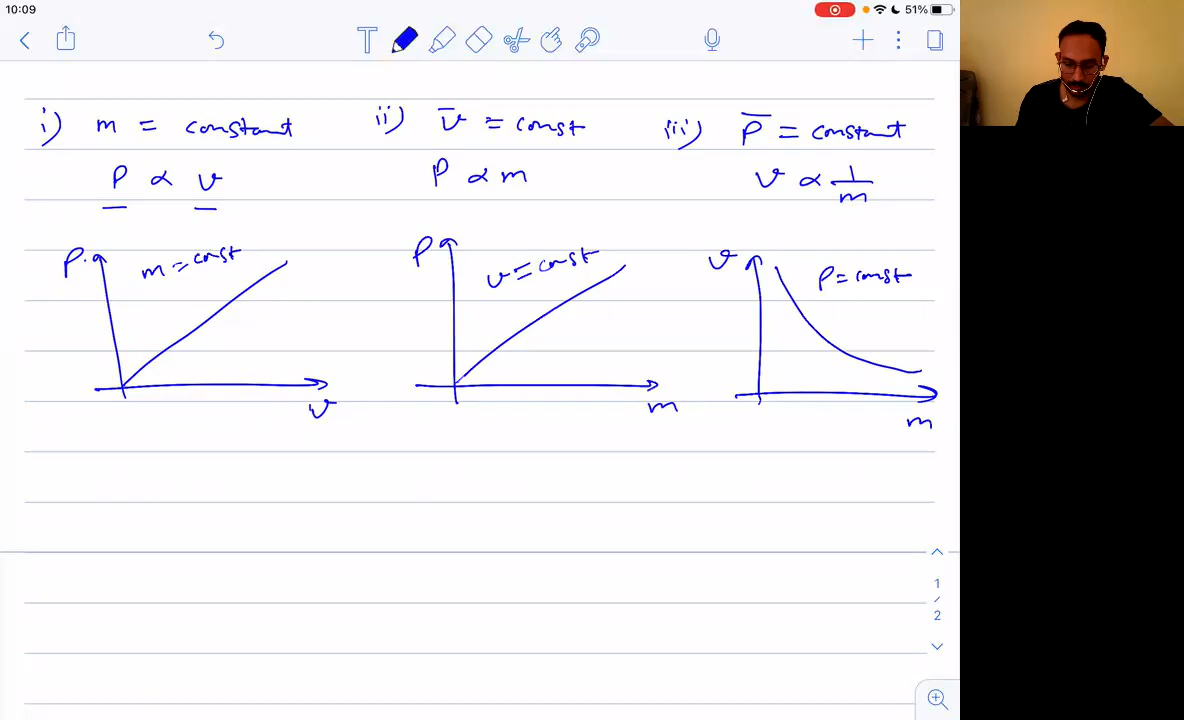 10:09
51%
T
i) m = constant
ii) v̅ = const
iii) P̅ = constant
P ∝ v
P ∝ m
v ∝ 1/m
P
m = const
v
P
v = const
m
v
P = const
m
1
/
2